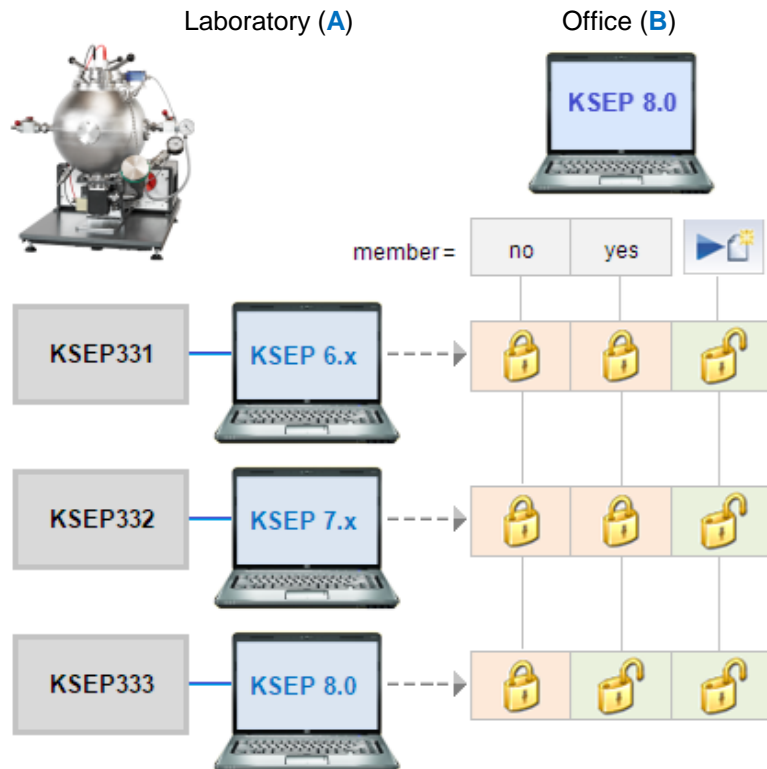 Laboratory (A) Office (B)
KSEP 8.0
member = no yes
KSEP331 KSEP 6.x
KSEP332 KSEP 7.x
KSEP333 KSEP 8.0